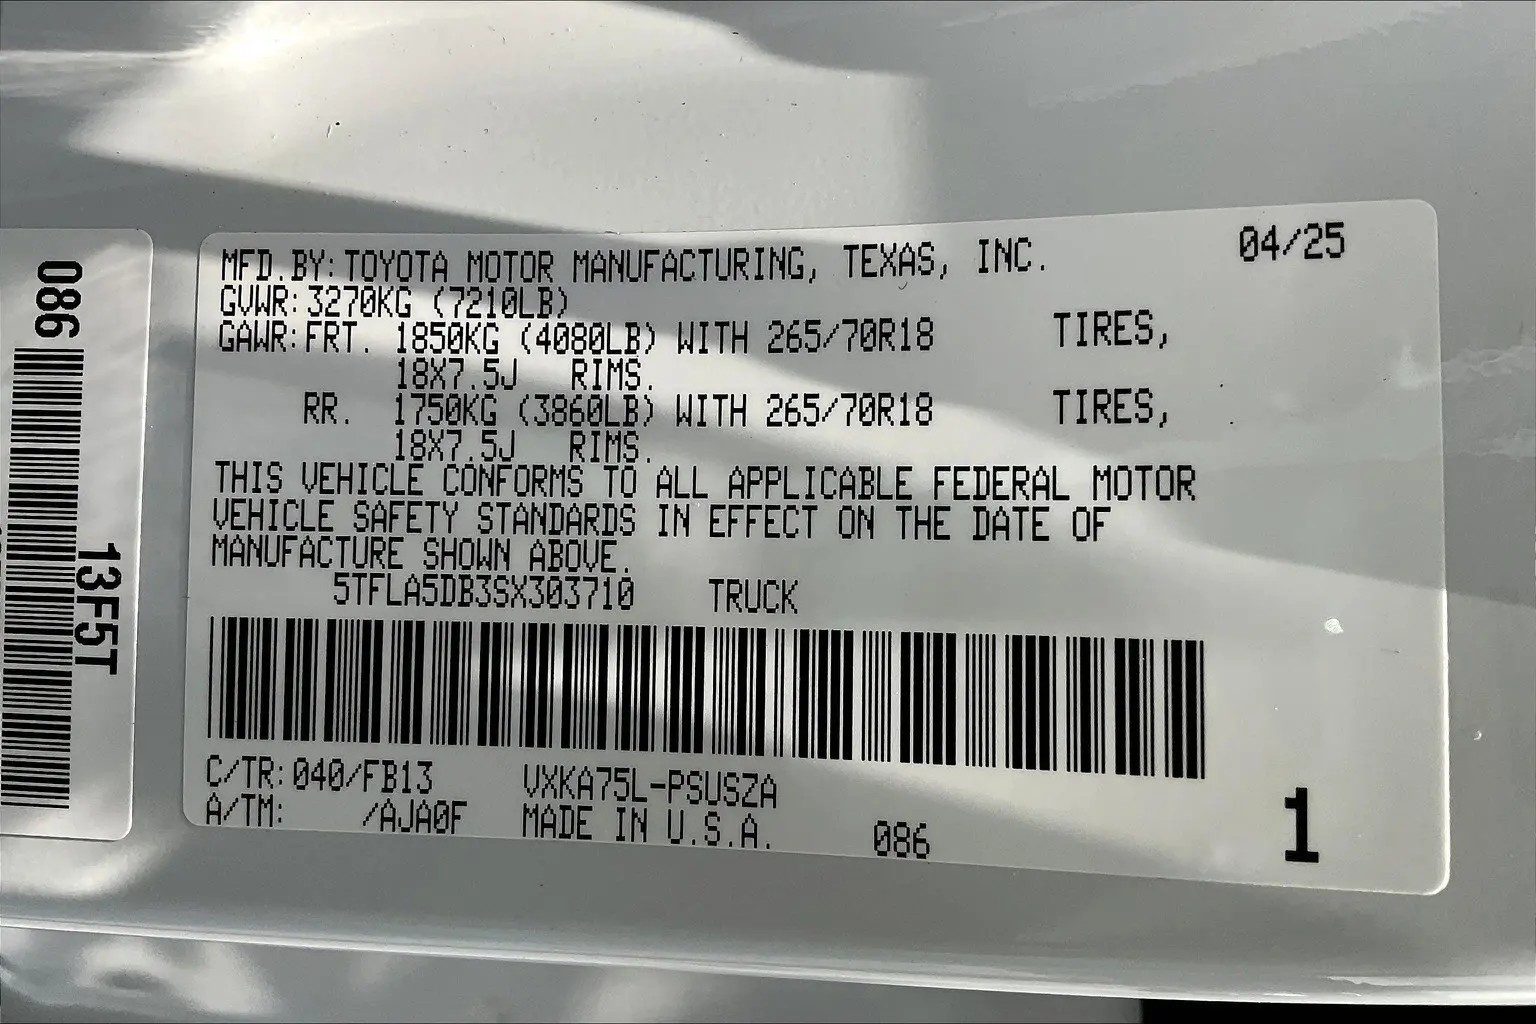 MFD.BY:TOYOTA MOTOR MANUFACTURING, TEXAS, INC. 04/25
GVWR:3270KG (7210LB)
GAWR:FRT. 1850KG (4080LB) WITH 265/70R18 TIRES,
18X7.5J RIMS.
RR. 1750KG (3860LB) WITH 265/70R18 TIRES,
18X7.5J RIMS.
THIS VEHICLE CONFORMS TO ALL APPLICABLE FEDERAL MOTOR
VEHICLE SAFETY STANDARDS IN EFFECT ON THE DATE OF
MANUFACTURE SHOWN ABOVE.
5TFLA5DB3SX303710 TRUCK
C/TR:040/FB13 VXKA75L-PSUSZA
A/TM: /AJA0F MADE IN U.S.A. 086
1
086
13F5T